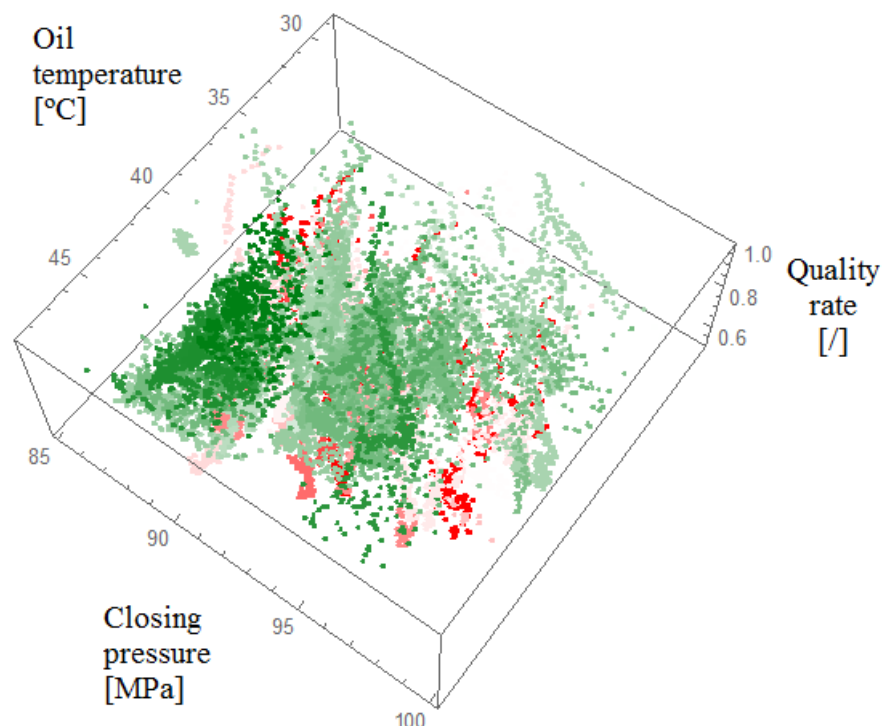 Oil
temperature
[ºC]
30
35
40
45
1.0
0.8
0.6
Quality
rate
[/]
85
90
95
100
Closing
pressure
[MPa]